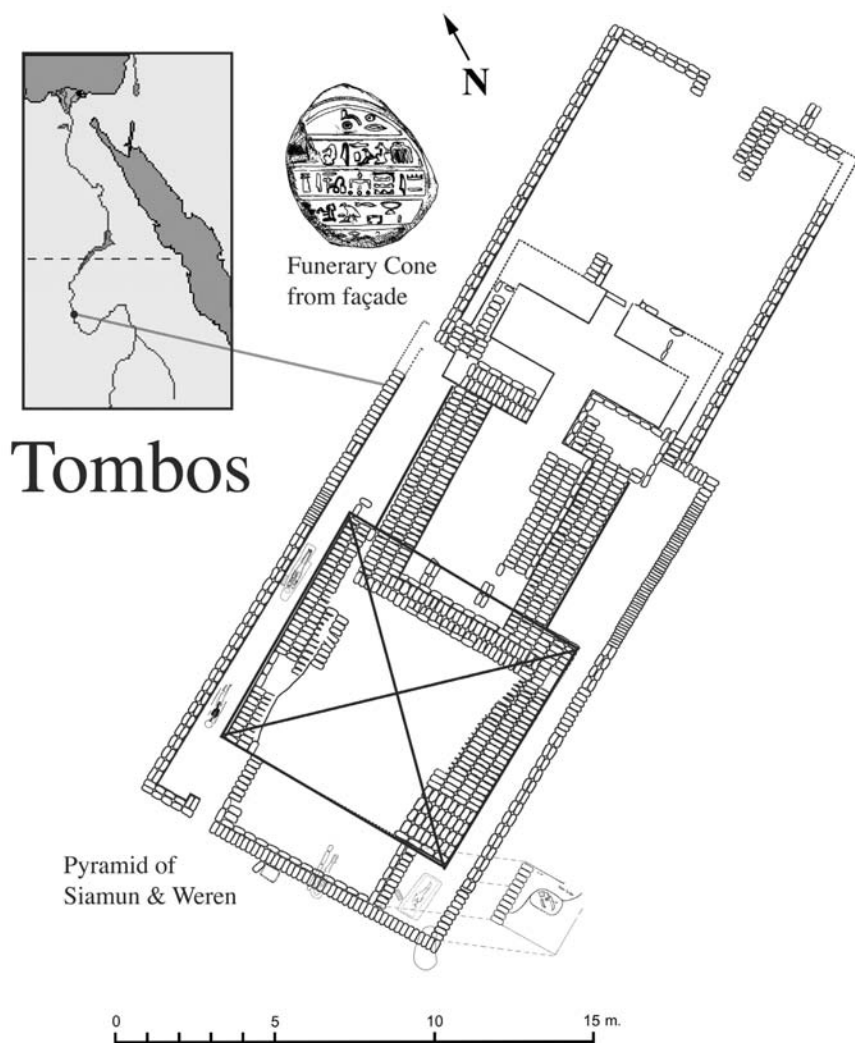 N
Funerary Cone
from façade
Tombos
Pyramid of
Siamun & Weren
0 5 10 15 m.